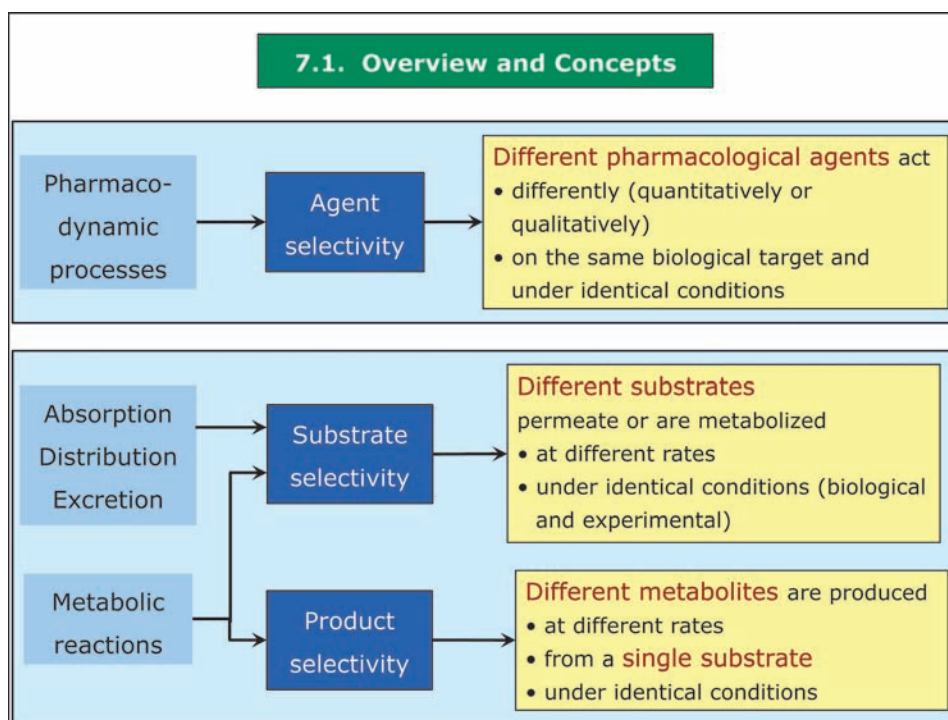 7.1. Overview and Concepts
Pharmaco-
dynamic
processes
Agent
selectivity
Different pharmacological agents act
• differently (quantitatively or
qualitatively)
• on the same biological target and
under identical conditions
Absorption
Distribution
Excretion
Substrate
selectivity
Different substrates
permeate or are metabolized
• at different rates
• under identical conditions (biological
and experimental)
Metabolic
reactions
Product
selectivity
Different metabolites are produced
• at different rates
• from a single substrate
• under identical conditions